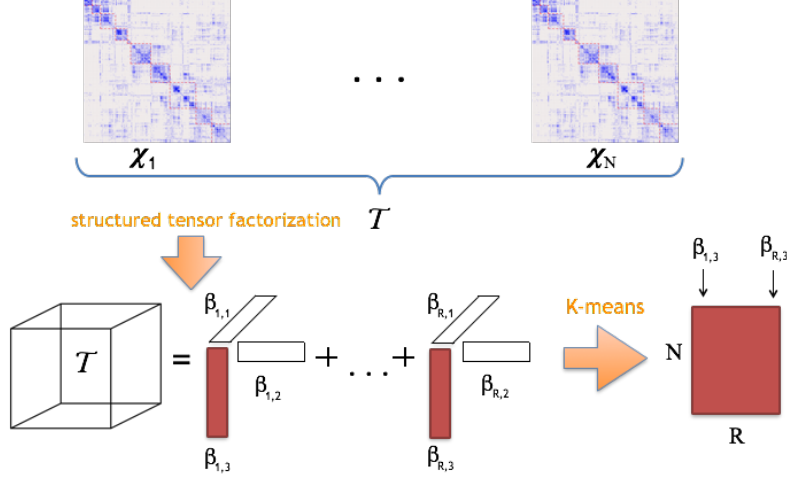 . . .
χ₁
χN
𝒯
structured tensor factorization
β₁,₁
βR,₁
β₁,₃
βR,₃
K-means
𝒯
=
+ . . . +
N
β₁,₂
βR,₂
R
β₁,₃
βR,₃